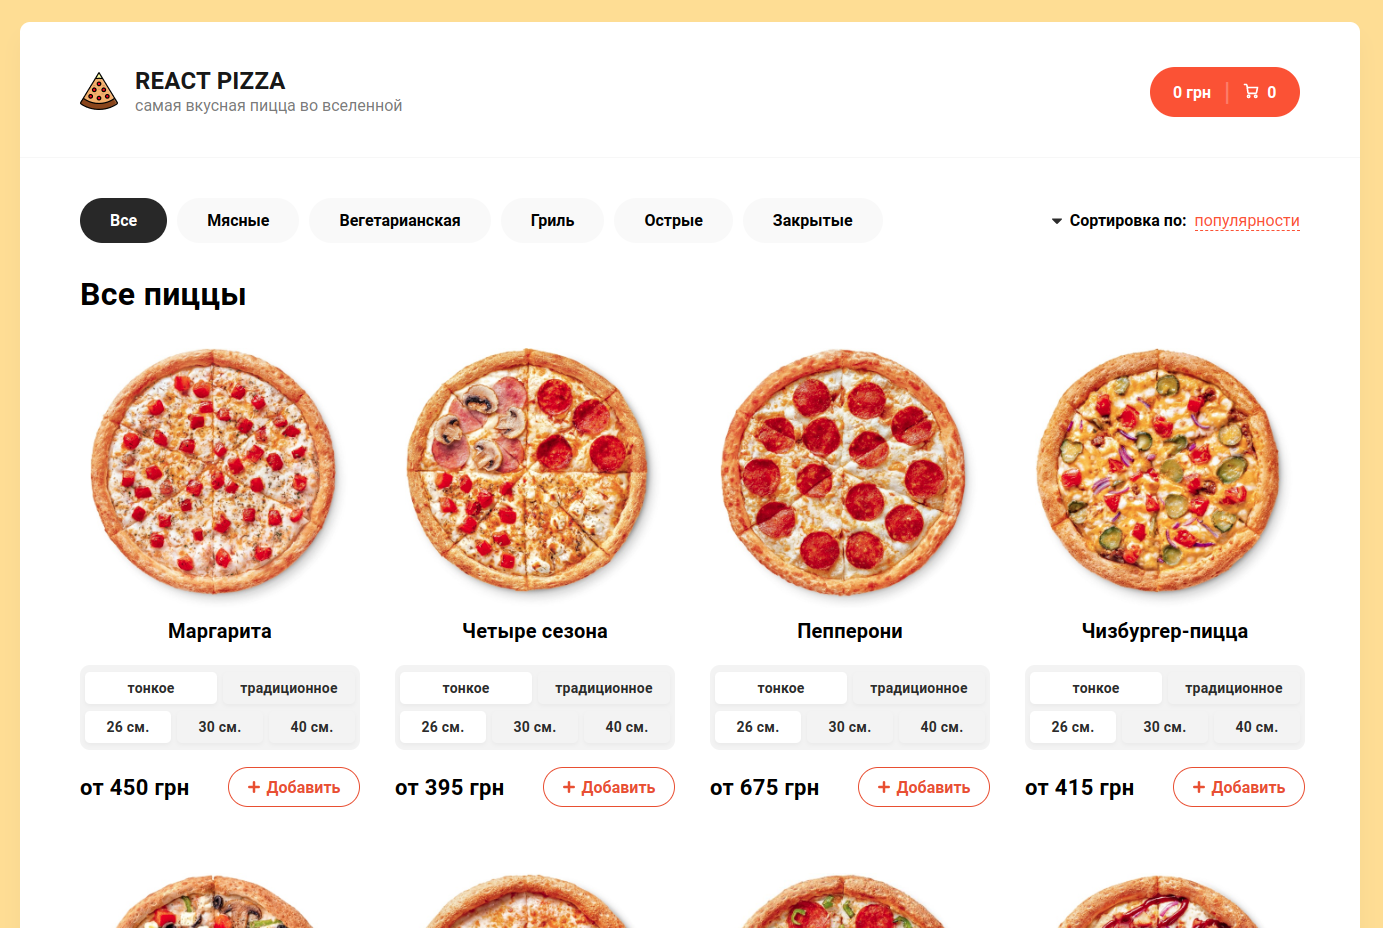 REACT PIZZA
самая вкусная пицца во вселенной
0 грн 0
Все Мясные Вегетарианская Гриль Острые Закрытые Сортировка по: популярности
Все пиццы
Маргарита Четыре сезона Пепперони Чизбургер-пицца
тонкое традиционное тонкое традиционное тонкое традиционное тонкое традиционное
26 см. 30 см. 40 см. 26 см. 30 см. 40 см. 26 см. 30 см. 40 см. 26 см. 30 см. 40 см.
от 450 грн + Добавить от 395 грн + Добавить от 675 грн + Добавить от 415 грн + Добавить